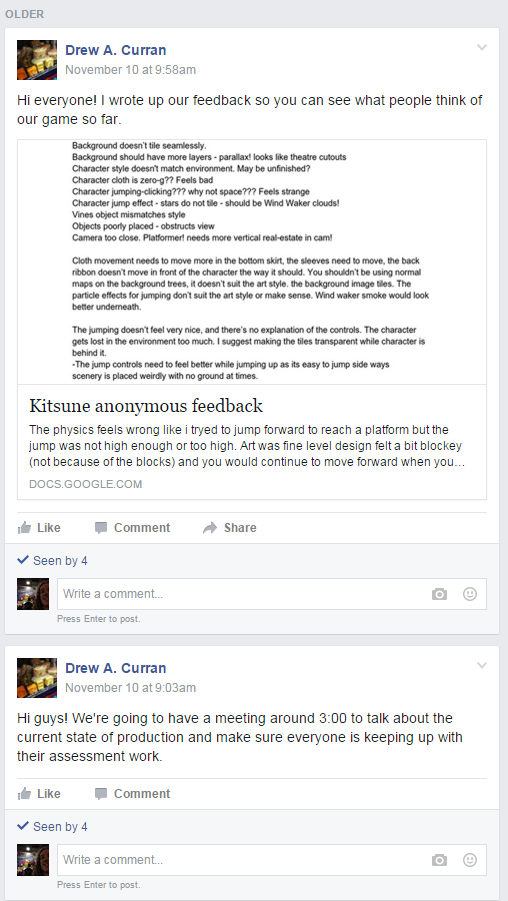 OLDER
Drew A. Curran
November 10 at 9:58am
Hi everyone! I wrote up our feedback so you can see what people think of
our game so far.
Background doesn't tile seamlessly.
Background should have more layers - parallax! looks like theatre cutouts
Character style doesn't match environment. May be unfinished?
Character cloth is zero-g?? Feels bad
Character jumping-clicking??? why not space??? Feels strange
Character jump effect - stars do not tile - should be Wind Waker clouds!
Vines object mismatches style
Objects poorly placed - obstructs view
Camera too close. Platformer! needs more vertical real-estate in cam!
Cloth movement needs to move more in the bottom skirt, the sleeves need to move, the back
ribbon doesn't move in front of the character the way it should. You shouldn't be using normal
maps on the background trees, it doesn't suit the art style. the background image tiles. The
particle effects for jumping don't suit the art style or make sense. Wind waker smoke would look
better underneath.
The jumping doesn't feel very nice, and there's no explanation of the controls. The character
gets lost in the environment too much. I suggest making the tiles transparent while character is
behind it.
-The jump controls need to feel better while jumping up as its easy to jump side ways
scenery is placed weirdly with no ground at times.
Kitsune anonymous feedback
The physics feels wrong like i tryed to jump forward to reach a platform but the
jump was not high enough or too high. Art was fine level design felt a bit blockey
(not because of the blocks) and you would continue to move forward when you...
DOCS.GOOGLE.COM
Like Comment Share
Seen by 4
Write a comment...
Press Enter to post.
Drew A. Curran
November 10 at 9:03am
Hi guys! We're going to have a meeting around 3:00 to talk about the
current state of production and make sure everyone is keeping up with
their assessment work.
Like Comment
Seen by 4
Write a comment...
Press Enter to post.